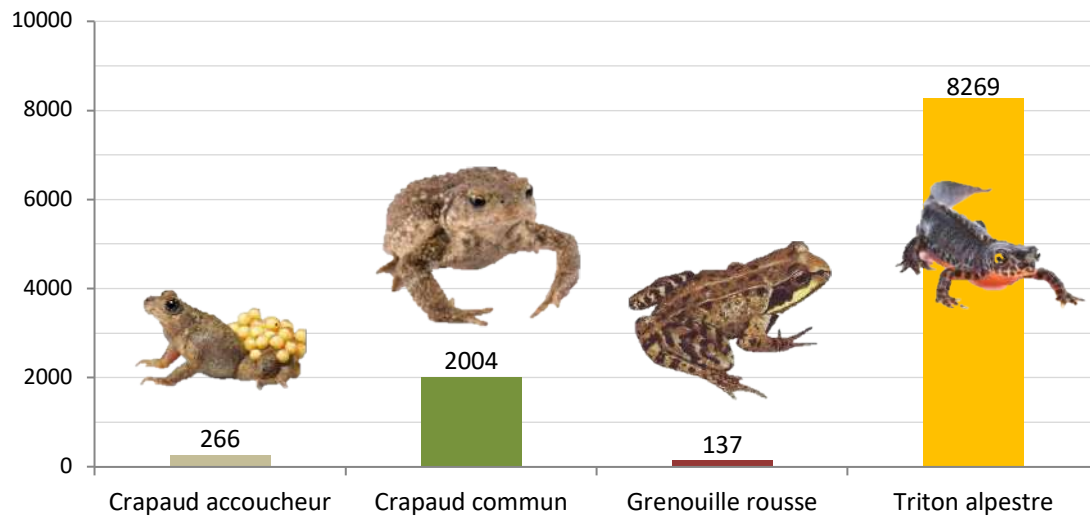 10000
8000
6000
4000
2000
0
266
2004
137
8269
Crapaud accoucheur
Crapaud commun
Grenouille rousse
Triton alpestre